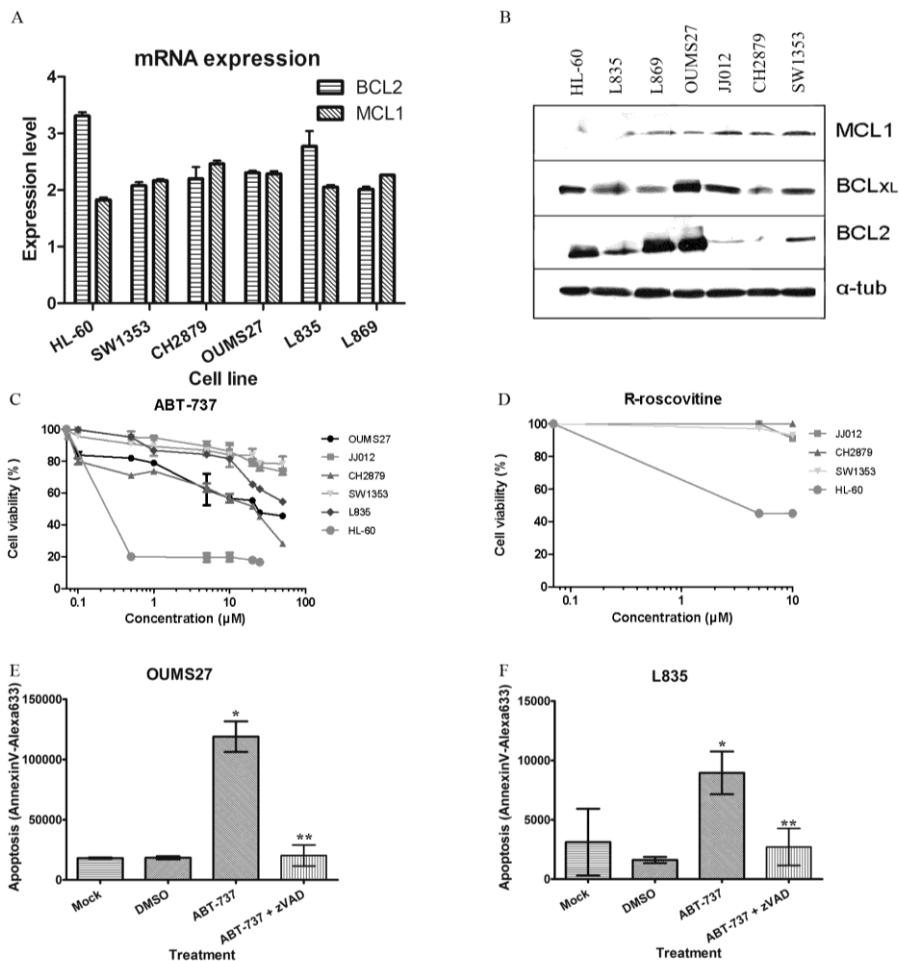 A
mRNA expression
BCL2
MCL1
Expression level
4
3
2
1
0
HL-60
SW1353
CH2879
OUMS27
L835
L869
Cell line
B
HL-60
L835
L869
OUMS27
JJ012
CH2879
SW1353
MCL1
BCLXL
BCL2
α-tub
C
ABT-737
Cell viability (% )
100
80
60
40
20
0
0.1
1
10
100
Concentration (µM)
OUMS27
JJ012
CH2879
SW1353
L835
HL-60
D
R-roscovitine
Cell viability (% )
100
80
60
40
20
0
0.1
1
10
Concentration (µM)
JJ012
CH2879
SW1353
HL-60
E
OUMS27
Apoptosis (AnnexinV-Alexa633)
150000
100000
50000
0
*
**
Mock
DMSO
ABT-737
ABT-737 + zVAD
Treatment
F
L835
Apoptosis (AnnexinV-Alexa633)
15000
10000
5000
0
*
**
Mock
DMSO
ABT-737
ABT-737 + zVAD
Treatment